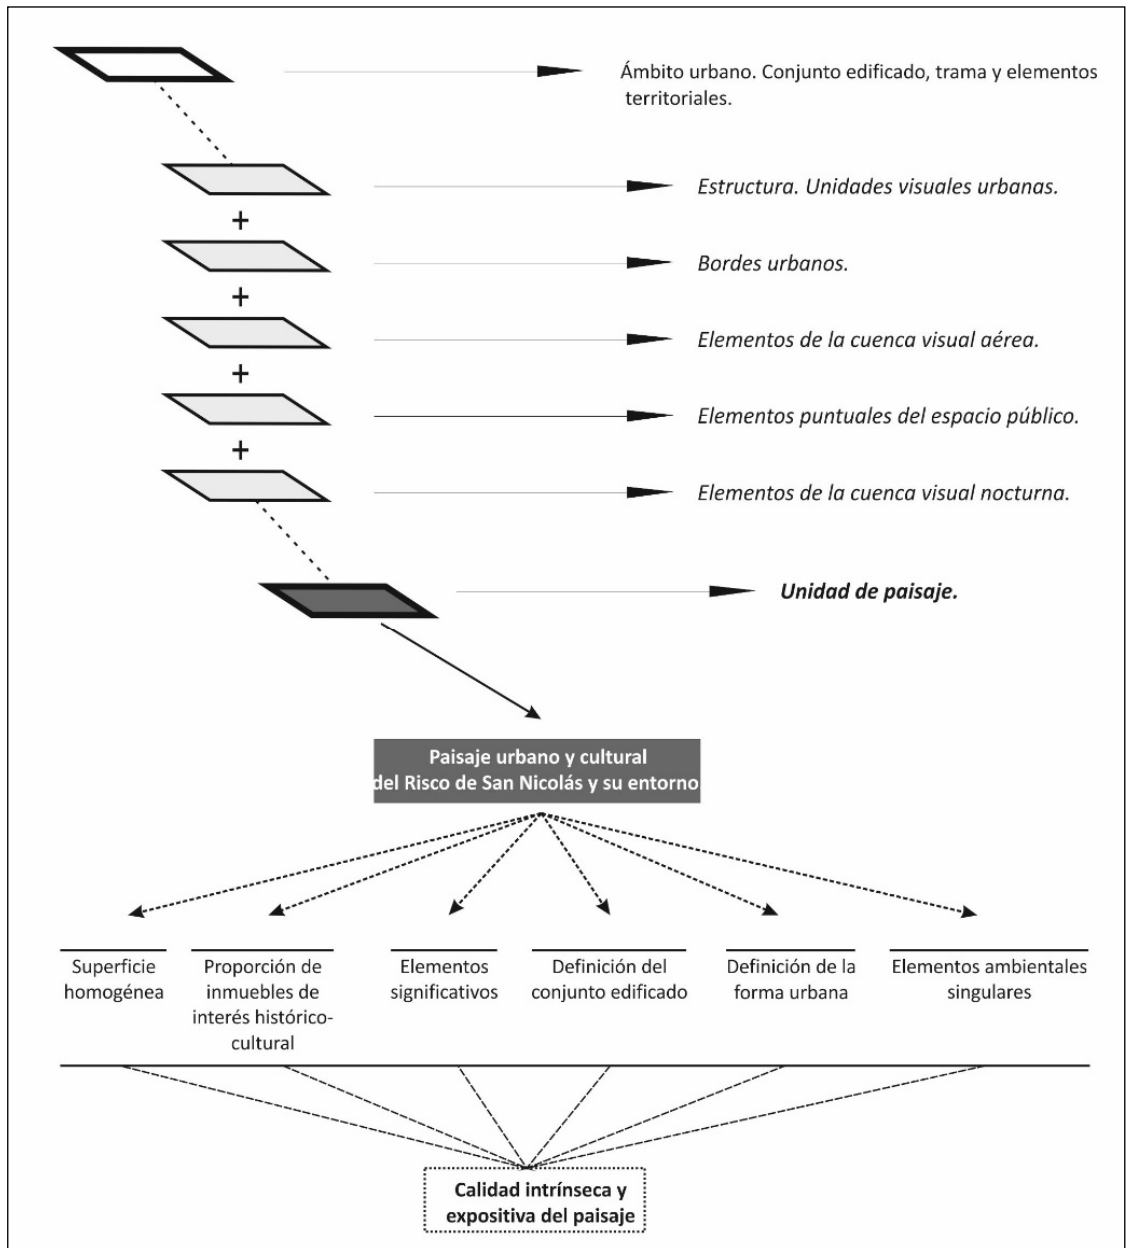 Ámbito urbano. Conjunto edificado, trama y elementos
territoriales.
+
Estructura. Unidades visuales urbanas.
+
Bordes urbanos.
+
Elementos de la cuenca visual aérea.
+
Elementos puntuales del espacio público.
+
Elementos de la cuenca visual nocturna.
Unidad de paisaje.
Paisaje urbano y cultural
del Risco de San Nicolás y su entorno.
Superficie
homogénea
Proporción de
inmuebles de
interés histórico-
cultural
Elementos
significativos
Definición del
conjunto edificado
Definición de la
forma urbana
Elementos ambientales
singulares
Calidad intrínseca y
expositiva del paisaje